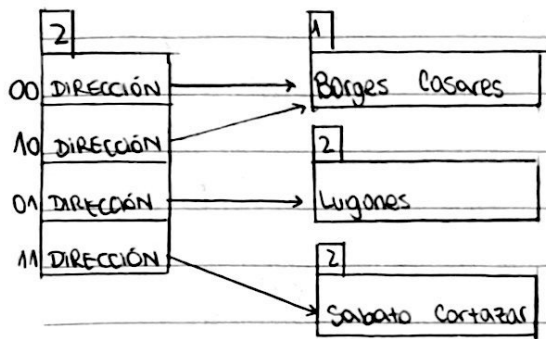 2
1
00 DIRECCIÓN
Borges Casares
10 DIRECCIÓN
2
01 DIRECCIÓN
Lugones
11 DIRECCIÓN
2
Sabato Cortazar